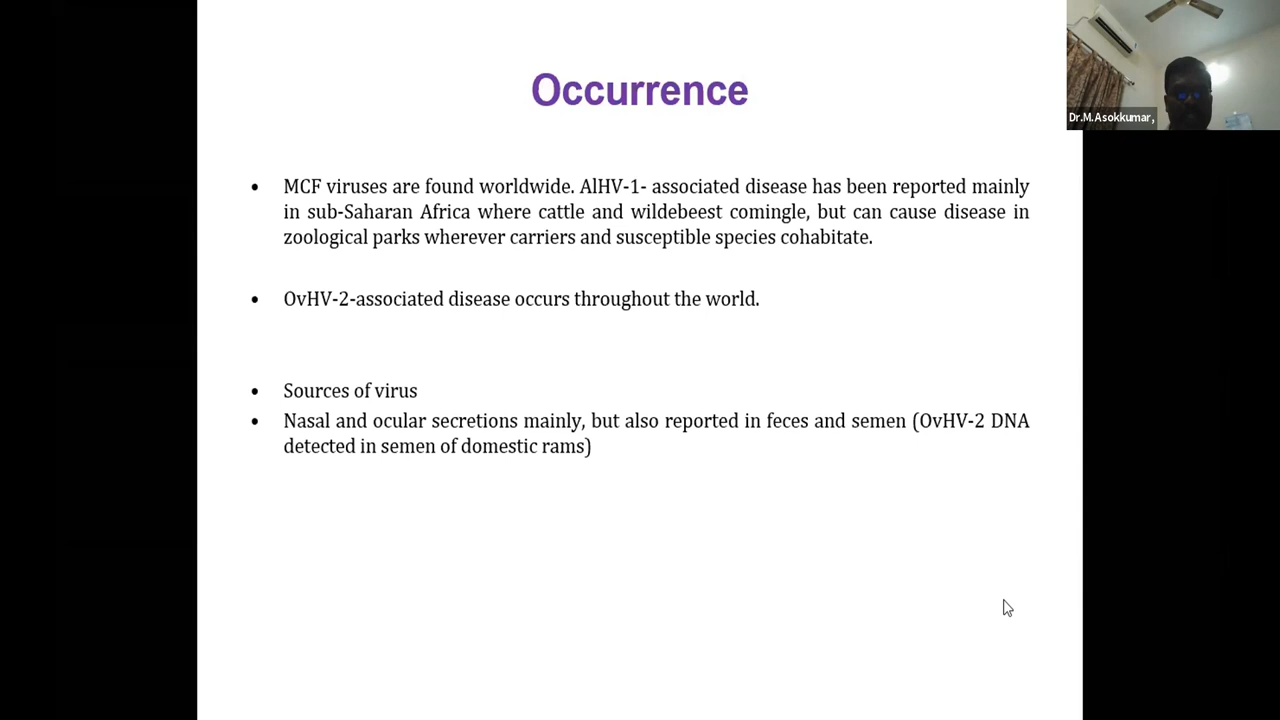 Occurrence
Dr.M.Asokkumar,
• MCF viruses are found worldwide. AlHV-1- associated disease has been reported mainly
in sub-Saharan Africa where cattle and wildebeest comingle, but can cause disease in
zoological parks wherever carriers and susceptible species cohabitate.
• OvHV-2-associated disease occurs throughout the world.
• Sources of virus
• Nasal and ocular secretions mainly, but also reported in feces and semen (OvHV-2 DNA
detected in semen of domestic rams)